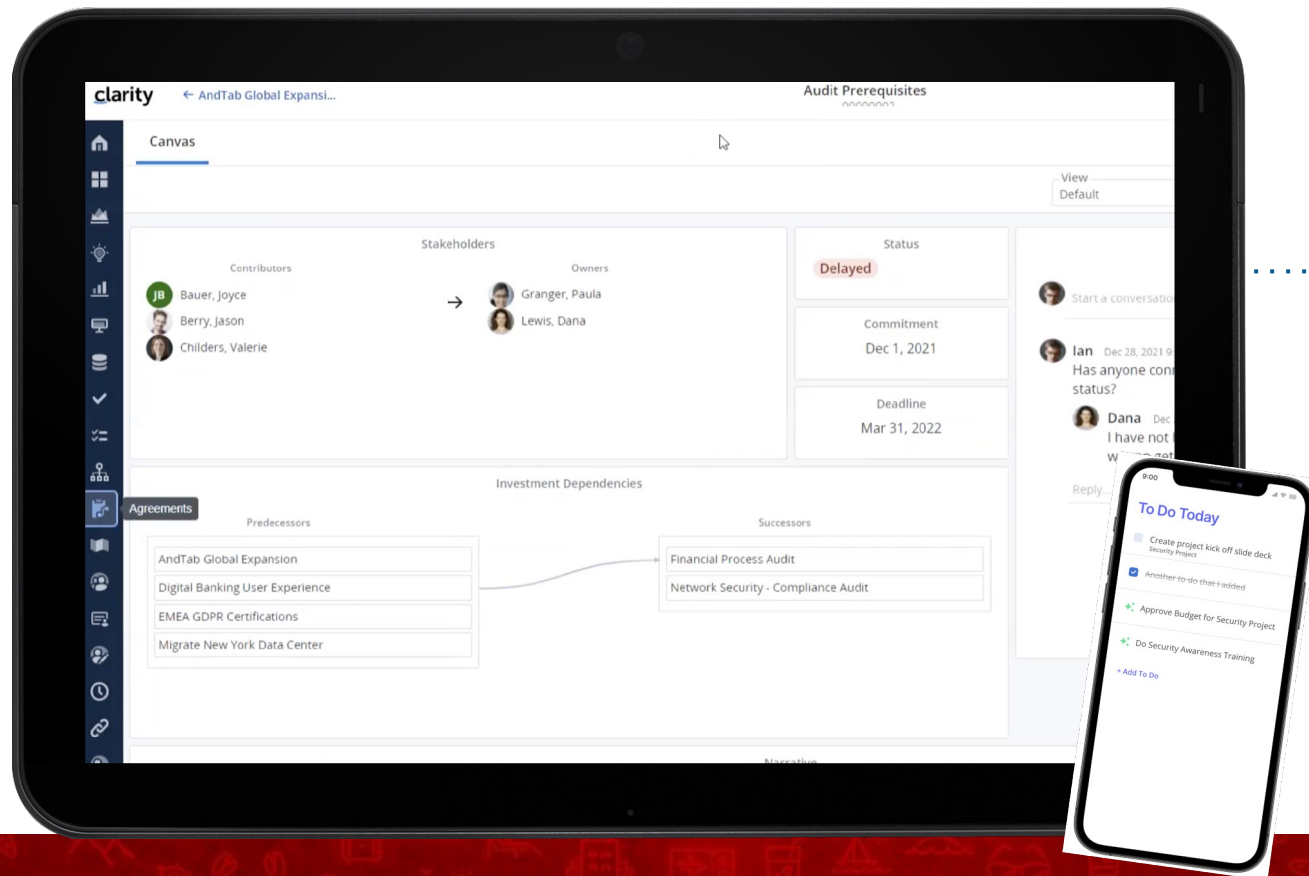 clarity
← AndTab Global Expansi...
Audit Prerequisites
Canvas
View
Default
Stakeholders
Contributors
Owners
JB Bauer, Joyce
Berry, Jason
Childers, Valerie
→
Granger, Paula
Lewis, Dana
Status
Delayed
Commitment
Dec 1, 2021
Deadline
Mar 31, 2022
Start a conversatio
Ian Dec 28, 2021 9
Has anyone con
status?
Dana Dec
I have not
Reply...
Agreements
Investment Dependencies
Predecessors
Successors
AndTab Global Expansion
Digital Banking User Experience
EMEA GDPR Certifications
Migrate New York Data Center
Financial Process Audit
Network Security - Compliance Audit
Narrative
9:00
To Do Today
Create project kick off slide deck
Security Project
Another to do that I added
Approve Budget for Security Project
Do Security Awareness Training
+ Add To Do